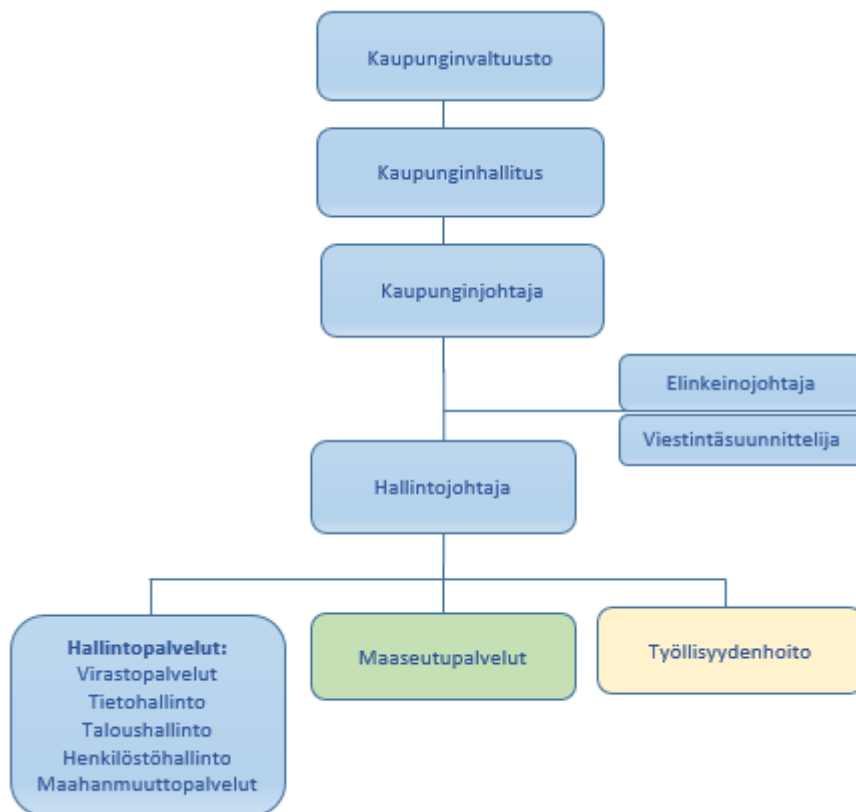 Kaupunginvaltuusto
Kaupunginhallitus
Kaupunginjohtaja
Elinkeinojohtaja
Viestintäsuunnittelija
Hallintojohtaja
Hallintopalvelut:
Virastopalvelut
Tietohallinto
Taloushallinto
Henkilöstöhallinto
Maahanmuuttopalvelut
Maaseutupalvelut
Työllisyydenhoito